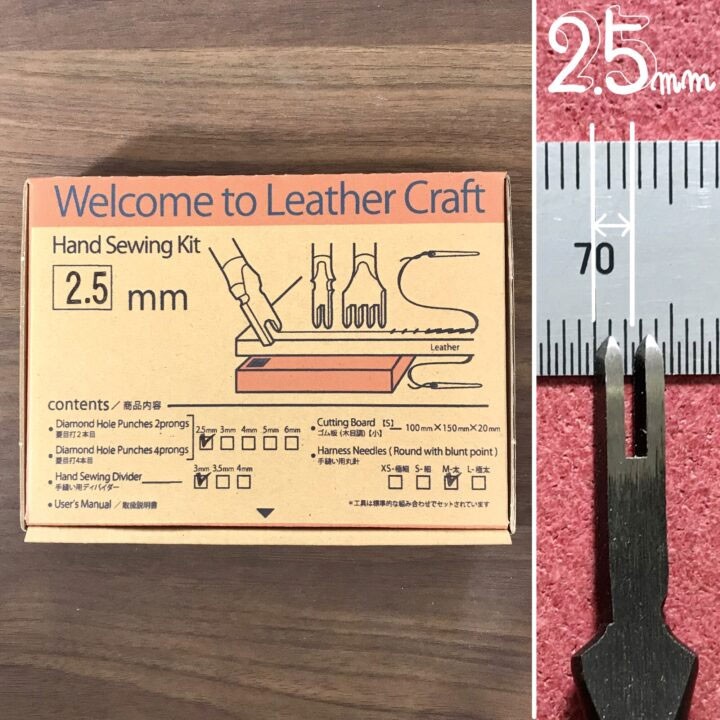 Welcome to Leather Craft
Hand Sewing Kit
2.5 mm
Leather
contents / 商品内容
• Diamond Hole Punches 2prongs
菱目打2本目
• Diamond Hole Punches 4prongs
菱目打4本目
2.5mm 3mm 4mm 5mm 6mm
• Hand Sewing Divider
手縫い用ディバイダー
3mm 3.5mm 4mm
• User's Manual / 取扱説明書
• Cutting Board 【S】 100mm×150mm×20mm
ゴム板(木目調)【小】
• Harness Needles (Round with blunt point)
手縫い用丸針
XS-極細 S-細 M-太 L-極太
*工具は標準的な組み合わせでセットされています
2.5mm
70